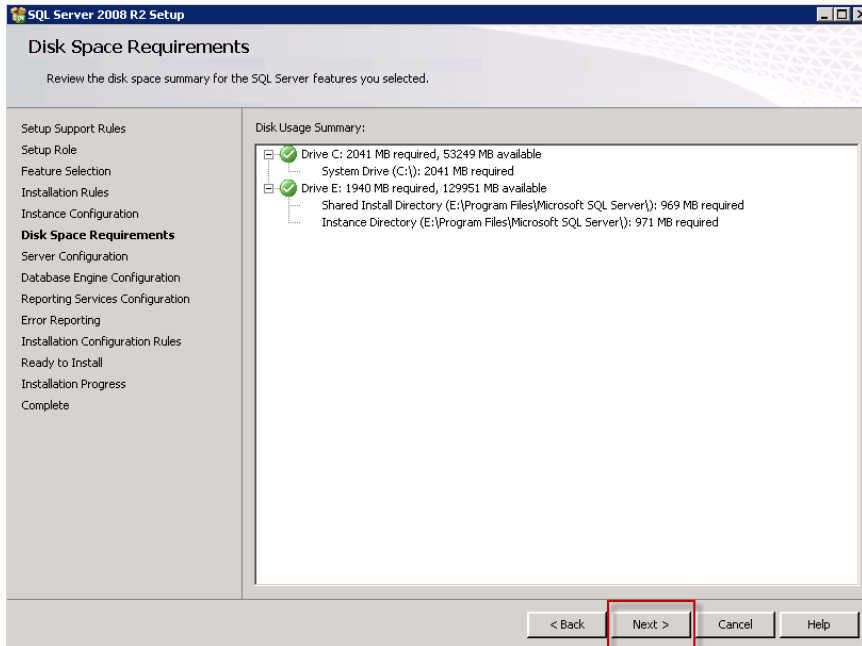 SQL Server 2008 R2 Setup
Disk Space Requirements
Review the disk space summary for the SQL Server features you selected.
Setup Support Rules
Setup Role
Feature Selection
Installation Rules
Instance Configuration
Disk Space Requirements
Server Configuration
Database Engine Configuration
Reporting Services Configuration
Error Reporting
Installation Configuration Rules
Ready to Install
Installation Progress
Complete
Disk Usage Summary:
Drive C: 2041 MB required, 53249 MB available
System Drive (C:\): 2041 MB required
Drive E: 1940 MB required, 129951 MB available
Shared Install Directory (E:\Program Files\Microsoft SQL Server\): 969 MB required
Instance Directory (E:\Program Files\Microsoft SQL Server\): 971 MB required
< Back Next > Cancel Help